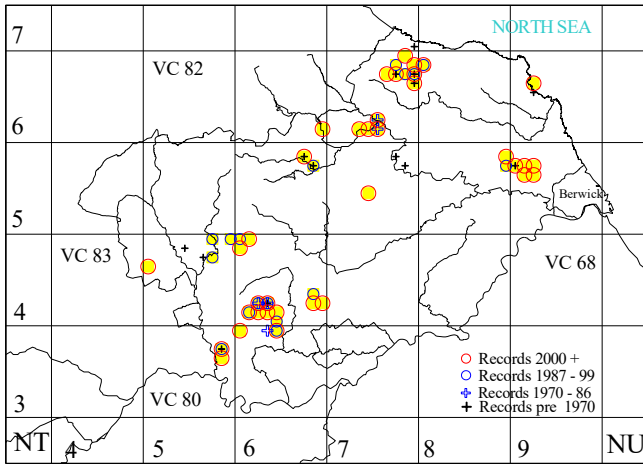 7
NORTH SEA
VC 82
6
Berwick
5
VC 83
VC 68
4
Records 2000 +
Records 1987 - 99
Records 1970 - 86
VC 80
Records pre 1970
3
NT 4 5 6 7 8 9 NU